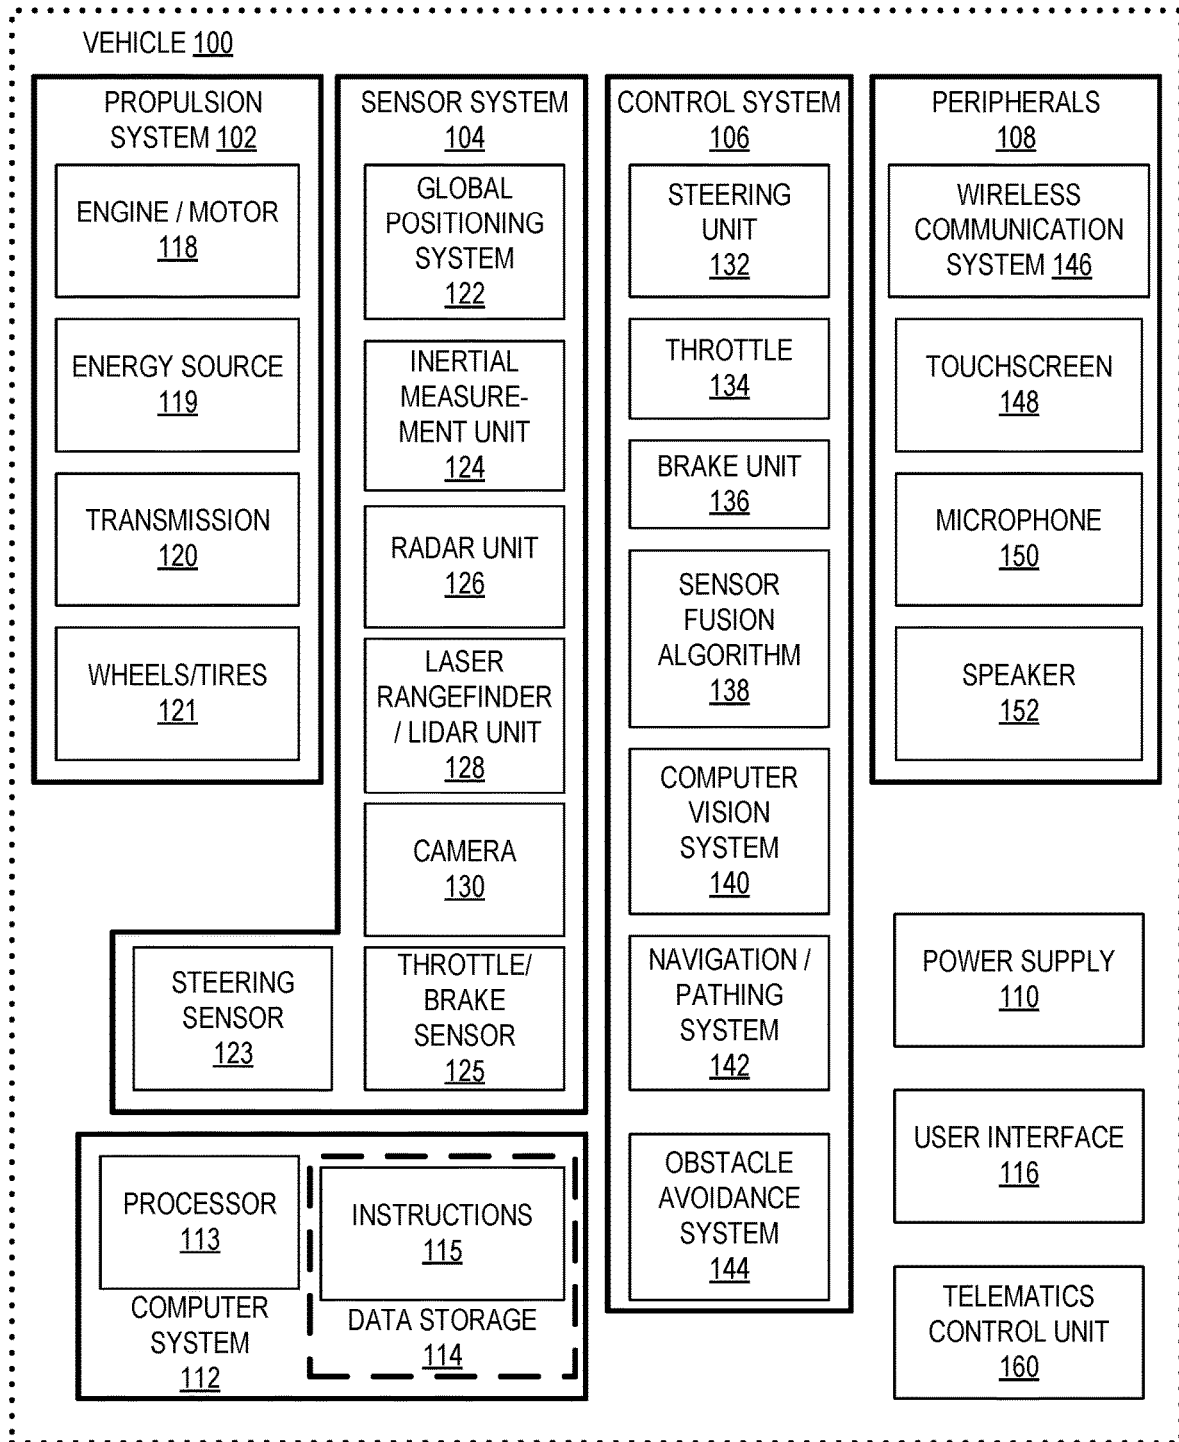 VEHICLE 100
PROPULSION
SYSTEM 102
ENGINE / MOTOR
118
ENERGY SOURCE
119
TRANSMISSION
120
WHEELS/TIRES
121
SENSOR SYSTEM
104
GLOBAL
POSITIONING
SYSTEM
122
INERTIAL
MEASURE-
MENT UNIT
124
RADAR UNIT
126
LASER
RANGEFINDER
/ LIDAR UNIT
128
CAMERA
130
STEERING
SENSOR
123
THROTTLE/
BRAKE
SENSOR
125
CONTROL SYSTEM
106
STEERING
UNIT
132
THROTTLE
134
BRAKE UNIT
136
SENSOR
FUSION
ALGORITHM
138
COMPUTER
VISION
SYSTEM
140
NAVIGATION /
PATHING
SYSTEM
142
OBSTACLE
AVOIDANCE
SYSTEM
144
PERIPHERALS
108
WIRELESS
COMMUNICATION
SYSTEM 146
TOUCHSCREEN
148
MICROPHONE
150
SPEAKER
152
POWER SUPPLY
110
USER INTERFACE
116
TELEMATICS
CONTROL UNIT
160
PROCESSOR
113
COMPUTER
SYSTEM
112
INSTRUCTIONS
115
DATA STORAGE
114